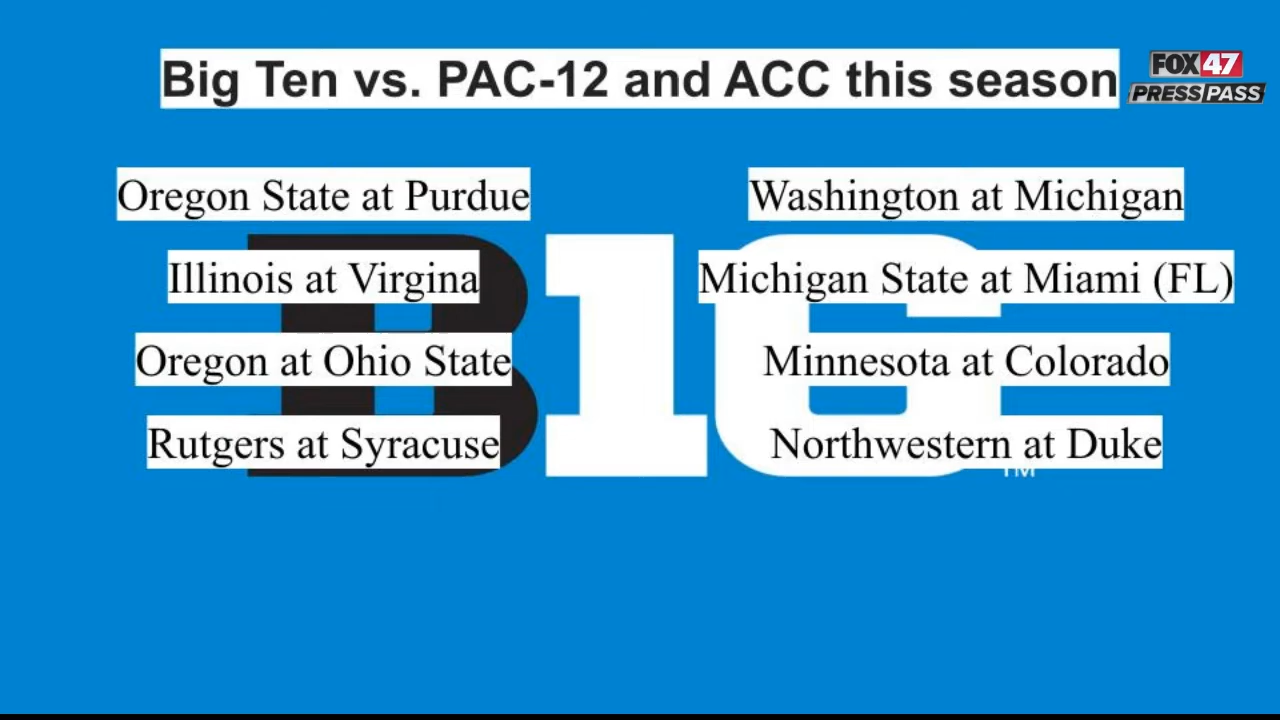 Big Ten vs. PAC-12 and ACC this season
FOX 47
PRESS PASS
Oregon State at Purdue
Illinois at Virgina
Oregon at Ohio State
Rutgers at Syracuse
Washington at Michigan
Michigan State at Miami (FL)
Minnesota at Colorado
Northwestern at Duke
B1G
TM